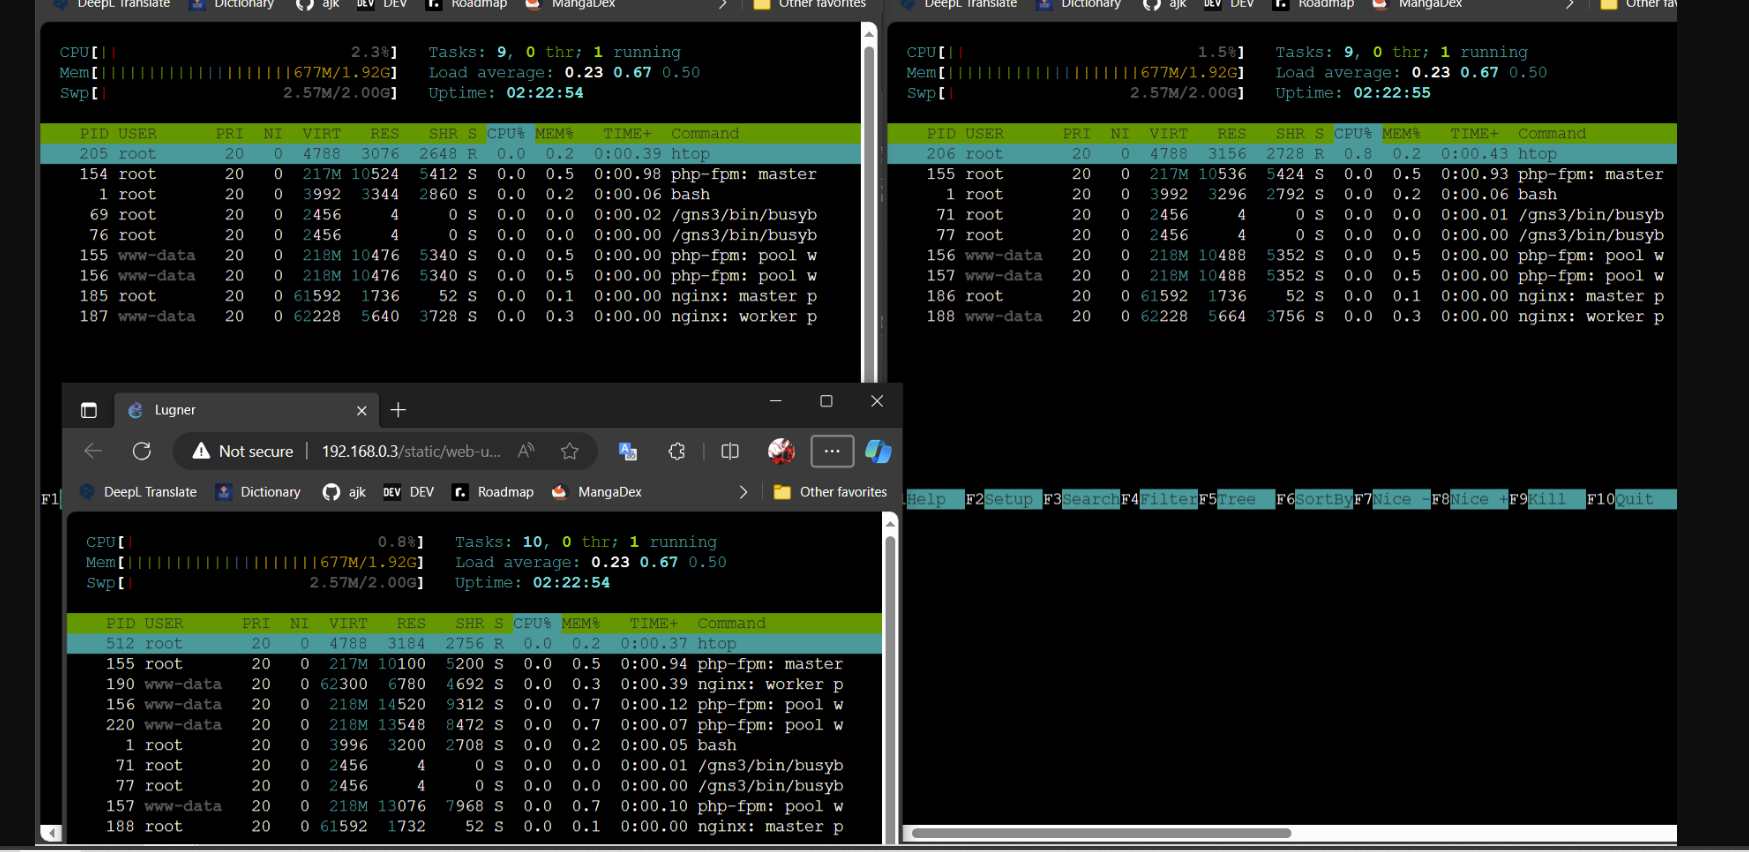 DeepL Translate Dictionary ajk DEV DEV r. Roadmap MangaDex Other favorites
CPU[|| 2.3%] Tasks: 9, 0 thr; 1 running
Mem[|||||||||||||||||||||677M/1.92G] Load average: 0.23 0.67 0.50
Swp[| 2.57M/2.00G] Uptime: 02:22:54
PID USER PRI NI VIRT RES SHR S CPU% MEM% TIME+ Command
205 root 20 0 4788 3076 2648 R 0.0 0.2 0:00.39 htop
154 root 20 0 217M 10524 5412 S 0.0 0.5 0:00.98 php-fpm: master
1 root 20 0 3992 3344 2860 S 0.0 0.2 0:00.06 bash
69 root 20 0 2456 4 0 S 0.0 0.0 0:00.02 /gns3/bin/busyb
76 root 20 0 2456 4 0 S 0.0 0.0 0:00.00 /gns3/bin/busyb
155 www-data 20 0 218M 10476 5340 S 0.0 0.5 0:00.00 php-fpm: pool w
156 www-data 20 0 218M 10476 5340 S 0.0 0.5 0:00.00 php-fpm: pool w
185 root 20 0 61592 1736 52 S 0.0 0.1 0:00.00 nginx: master p
187 www-data 20 0 62228 5640 3728 S 0.0 0.3 0:00.00 nginx: worker p
F1
DeepL Translate Dictionary ajk DEV DEV r. Roadmap MangaDex Other fa
CPU[|| 1.5%] Tasks: 9, 0 thr; 1 running
Mem[|||||||||||||||||||||677M/1.92G] Load average: 0.23 0.67 0.50
Swp[| 2.57M/2.00G] Uptime: 02:22:55
PID USER PRI NI VIRT RES SHR S CPU% MEM% TIME+ Command
206 root 20 0 4788 3156 2728 R 0.8 0.2 0:00.43 htop
155 root 20 0 217M 10536 5424 S 0.0 0.5 0:00.93 php-fpm: master
1 root 20 0 3992 3296 2792 S 0.0 0.2 0:00.06 bash
71 root 20 0 2456 4 0 S 0.0 0.0 0:00.01 /gns3/bin/busyb
77 root 20 0 2456 4 0 S 0.0 0.0 0:00.00 /gns3/bin/busyb
156 www-data 20 0 218M 10488 5352 S 0.0 0.5 0:00.00 php-fpm: pool w
157 www-data 20 0 218M 10488 5352 S 0.0 0.5 0:00.00 php-fpm: pool w
186 root 20 0 61592 1736 52 S 0.0 0.1 0:00.00 nginx: master p
188 www-data 20 0 62228 5664 3756 S 0.0 0.3 0:00.00 nginx: worker p
Help F2Setup F3SearchF4FilterF5Tree F6SortByF7Nice -F8Nice +F9Kill F10Quit
Lugner
Not secure 192.168.0.3/static/web-u...
DeepL Translate Dictionary ajk DEV DEV r. Roadmap MangaDex Other favorites
CPU[| 0.8%] Tasks: 10, 0 thr; 1 running
Mem[|||||||||||||||||||||677M/1.92G] Load average: 0.23 0.67 0.50
Swp[| 2.57M/2.00G] Uptime: 02:22:54
PID USER PRI NI VIRT RES SHR S CPU% MEM% TIME+ Command
512 root 20 0 4788 3184 2756 R 0.0 0.2 0:00.37 htop
155 root 20 0 217M 10100 5200 S 0.0 0.5 0:00.94 php-fpm: master
190 www-data 20 0 62300 6780 4692 S 0.0 0.3 0:00.39 nginx: worker p
156 www-data 20 0 218M 14520 9312 S 0.0 0.7 0:00.12 php-fpm: pool w
220 www-data 20 0 218M 13548 8472 S 0.0 0.7 0:00.07 php-fpm: pool w
1 root 20 0 3996 3200 2708 S 0.0 0.2 0:00.05 bash
71 root 20 0 2456 4 0 S 0.0 0.0 0:00.01 /gns3/bin/busyb
77 root 20 0 2456 4 0 S 0.0 0.0 0:00.00 /gns3/bin/busyb
157 www-data 20 0 218M 13076 7968 S 0.0 0.7 0:00.10 php-fpm: pool w
188 root 20 0 61592 1732 52 S 0.0 0.1 0:00.00 nginx: master p